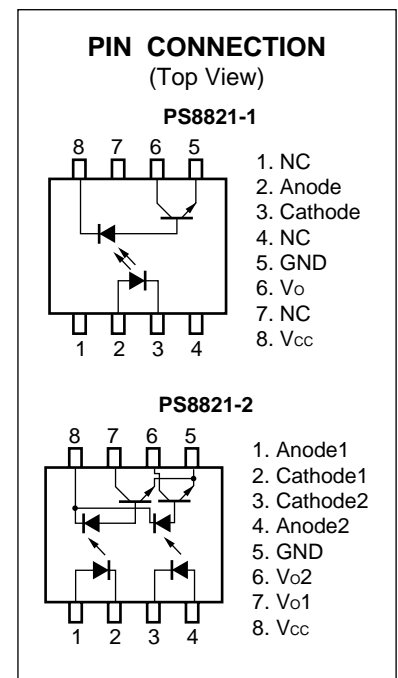 PIN CONNECTION
(Top View)
PS8821-1
8 7 6 5
1. NC
2. Anode
3. Cathode
4. NC
5. GND
6. Vo
7. NC
8. Vcc
1 2 3 4
PS8821-2
8 7 6 5
1. Anode1
2. Cathode1
3. Cathode2
4. Anode2
5. GND
6. Vo2
7. Vo1
8. Vcc
1 2 3 4